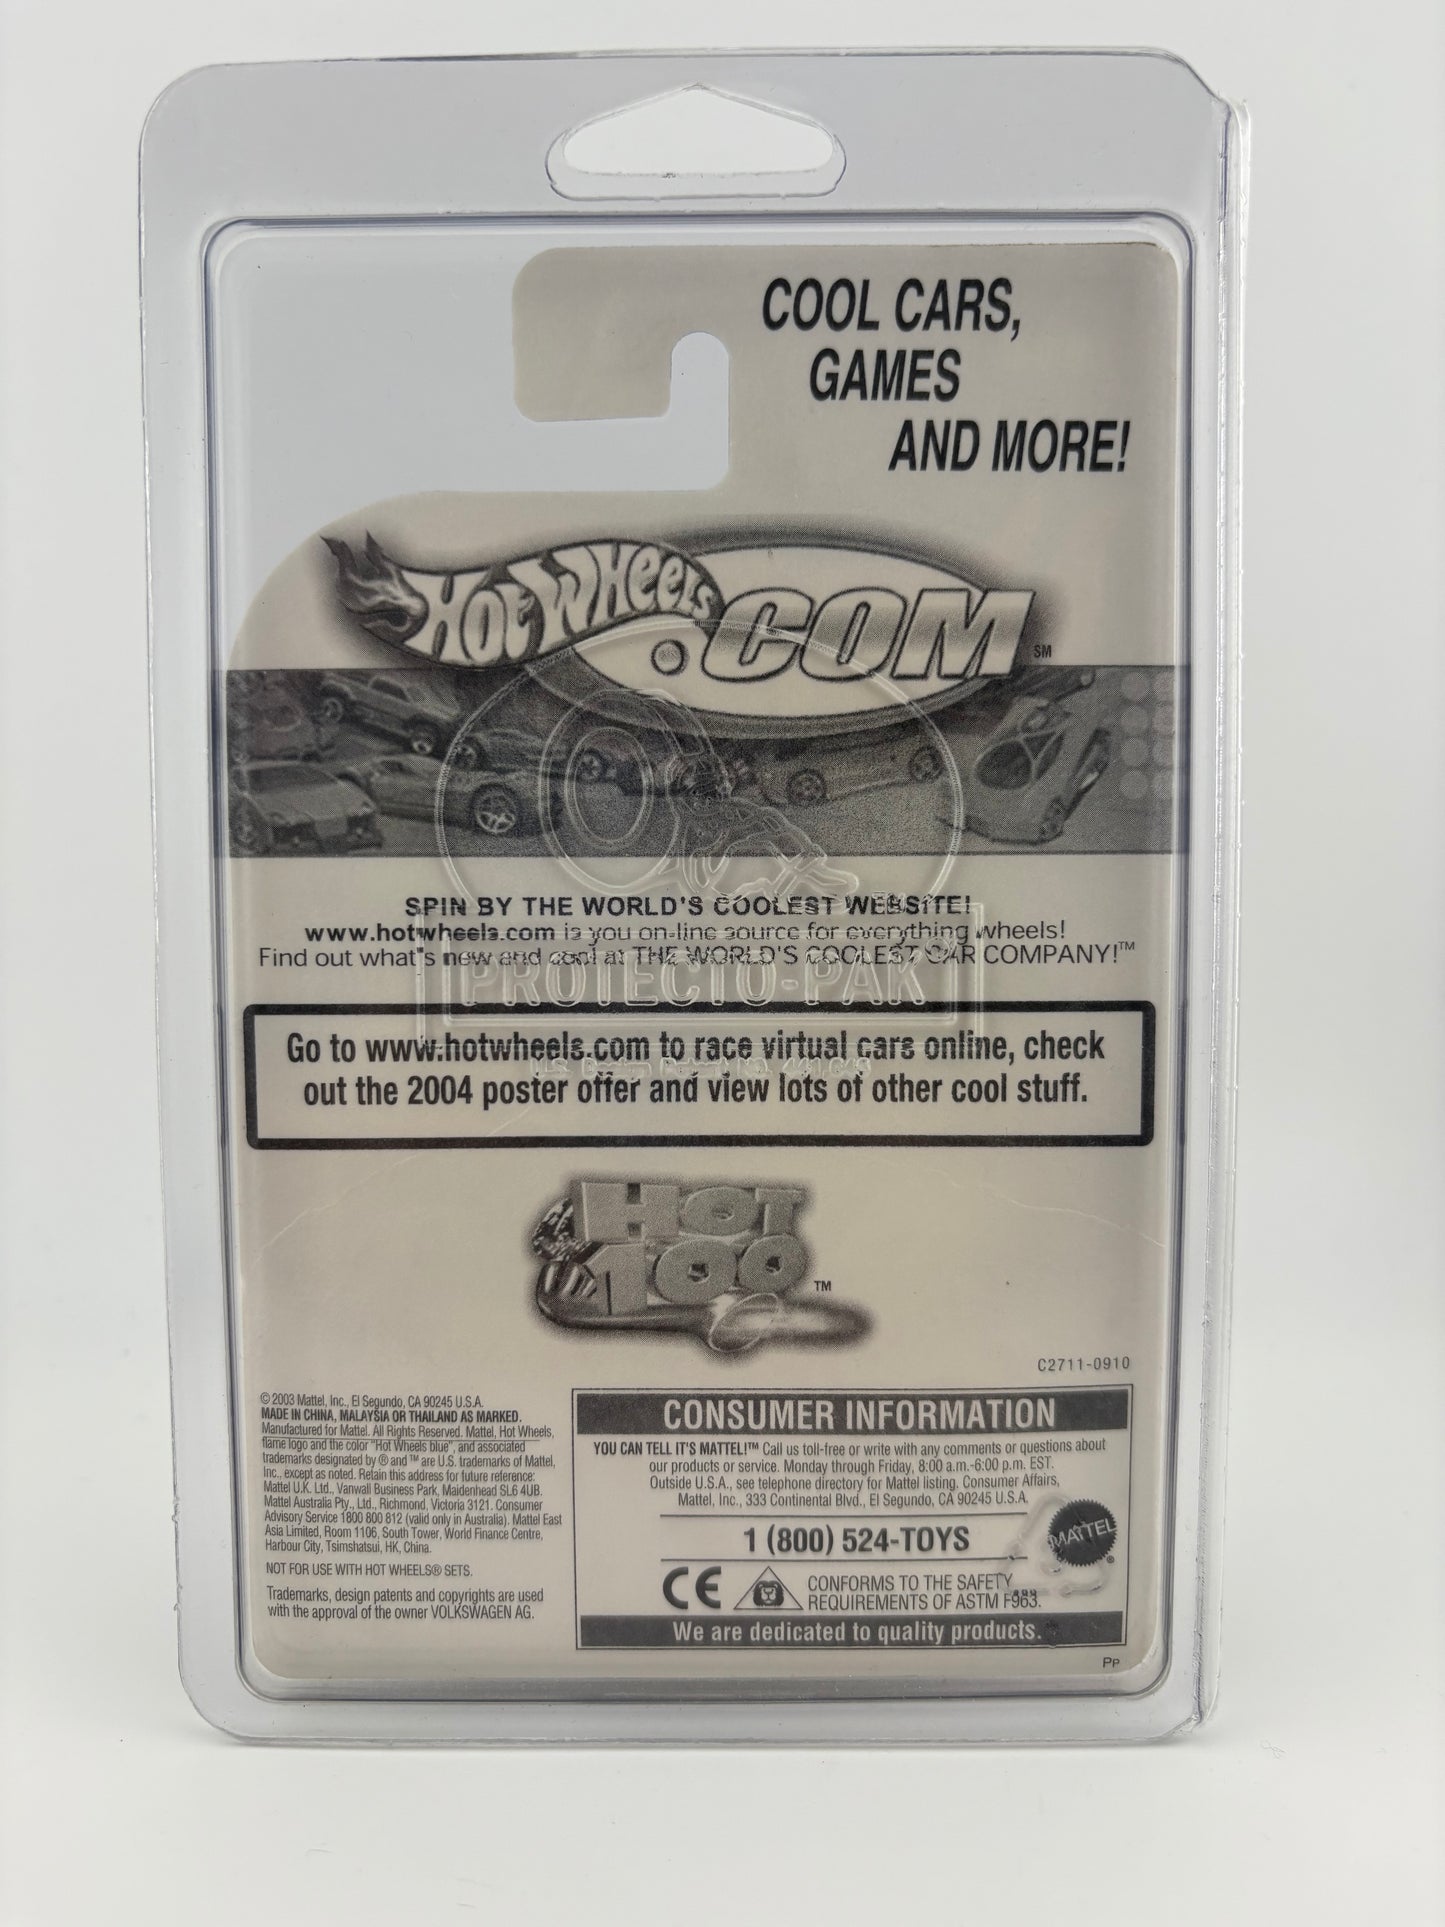 COOL CARS,
GAMES
AND MORE!
HOT WHEELS
.COM SM
SPIN BY THE WORLD'S COOLEST WEBSITE!
www.hotwheels.com is you on-line source for everything wheels!
Find out what's new and cool at THE WORLD'S COOLEST CAR COMPANY!™
PROTECTO-PAK
Go to www.hotwheels.com to race virtual cars online, check
out the 2004 poster offer and view lots of other cool stuff.
HOT
100 ™
C2711-0910
© 2003 Mattel, Inc., El Segundo, CA 90245 U.S.A.
MADE IN CHINA, MALAYSIA OR THAILAND AS MARKED.
Manufactured for Mattel. All Rights Reserved. Mattel, Hot Wheels,
flame logo and the color "Hot Wheels blue", and associated
trademarks designated by ® and ™ are U.S. trademarks of Mattel,
Inc., except as noted. Retain this address for future reference:
Mattel U.K. Ltd., Vanwall Business Park, Maidenhead SL6 4UB.
Mattel Australia Pty., Ltd., Richmond, Victoria 3121. Consumer
Advisory Service 1800 800 812 (valid only in Australia). Mattel East
Asia Limited, Room 1106, South Tower, World Finance Centre,
Harbour City, Tsimshatsui, HK, China.
NOT FOR USE WITH HOT WHEELS® SETS.
Trademarks, design patents and copyrights are used
with the approval of the owner VOLKSWAGEN AG.
CONSUMER INFORMATION
YOU CAN TELL IT'S MATTEL!™ Call us toll-free or write with any comments or questions about
our products or service. Monday through Friday, 8:00 a.m.-6:00 p.m. EST.
Outside U.S.A., see telephone directory for Mattel listing. Consumer Affairs,
Mattel, Inc., 333 Continental Blvd., El Segundo, CA 90245 U.S.A.
1 (800) 524-TOYS
MATTEL ®
CE
CONFORMS TO THE SAFETY
REQUIREMENTS OF ASTM F963.
We are dedicated to quality products.
PP